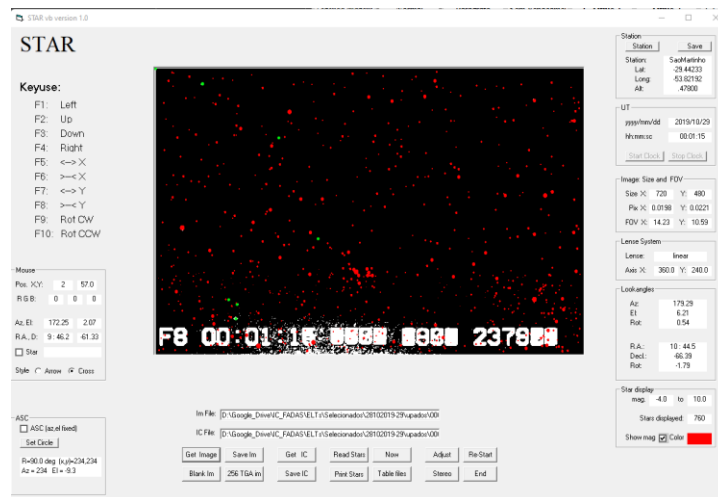 STAR vb version 1.0
STAR
Keyuse:
F1: Left
F2: Up
F3: Down
F4: Right
F5: <--> X
F6: >--< X
F7: <--> Y
F8: >--< Y
F9: Rot CW
F10: Rot CCW
Mouse
Pos. X,Y: 2 57.0
R G B: 0 0 0
Az, El: 172.25 2.07
R.A., D: 9 : 46.2 -61.33
Star
Style Arrow Cross
ASC
ASC (az,el fixed)
Set Circle
R=90.0 deg (x,y)=234,234
Az = 234 El = -9.3
F8 00:01:16
Im File: D:\Google_Drive\IC_FADAS\ELTs\Selecionados\28102019-29\upados\00
IC File: D:\Google_Drive\IC_FADAS\ELTs\Selecionados\28102019-29\upados\00
Get Image Save Im Get IC Read Stars Now Adjust Re-Start
Blank Im 256 TGA im Save IC Print Stars Table files Stereo End
Station
Station Save
Station: SaoMartinho
Lat: -29.44233
Long: -53.82192
Alt: .47800
UT
yyyy/mm/dd 2019/10/29
hh:mm:sc 00:01:15
Start Clock Stop Clock
Image: Size and FOV
Size X: 720 Y: 480
Pix X: 0.0198 Y: 0.0221
FOV X: 14.23 Y: 10.59
Lense System
Lense: linear
Axis X: 360.0 Y: 240.0
Lookangles
Az: 179.29
El: 6.21
Rot: 0.54
R.A.: 10 : 44.5
Decl.: -66.39
Rot: -1.79
Star display
mag. -4.0 to 10.0
Stars displayed: 760
Show mag Color